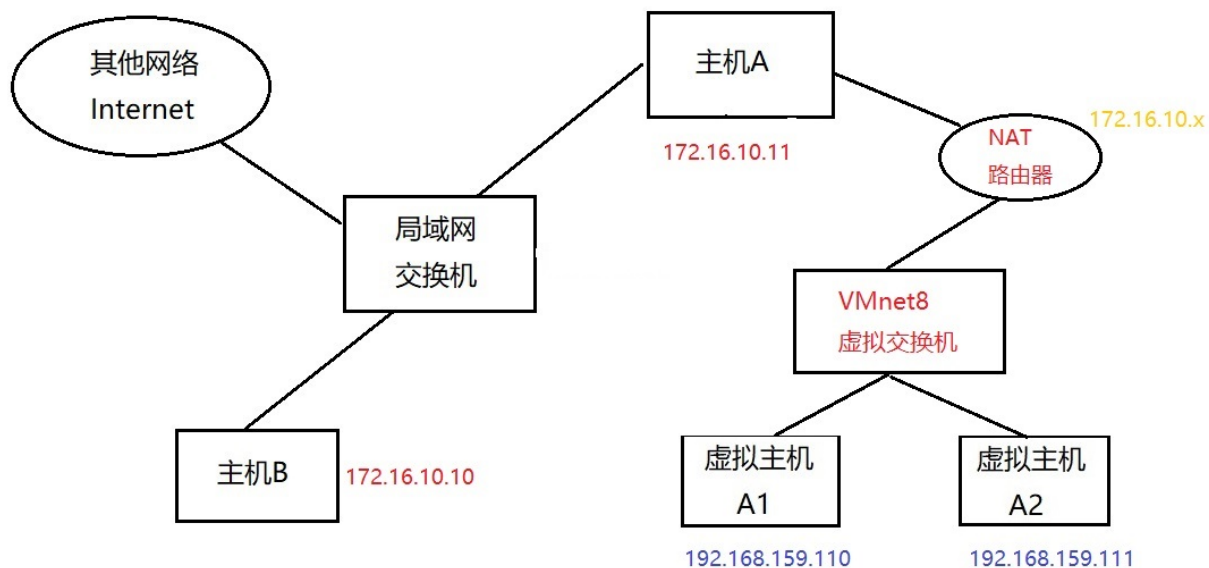 其他网络
Internet
主机A
172.16.10.11
172.16.10.x
NAT
路由器
局域网
交换机
VMnet8
虚拟交换机
主机B
172.16.10.10
虚拟主机
A1
192.168.159.110
虚拟主机
A2
192.168.159.111